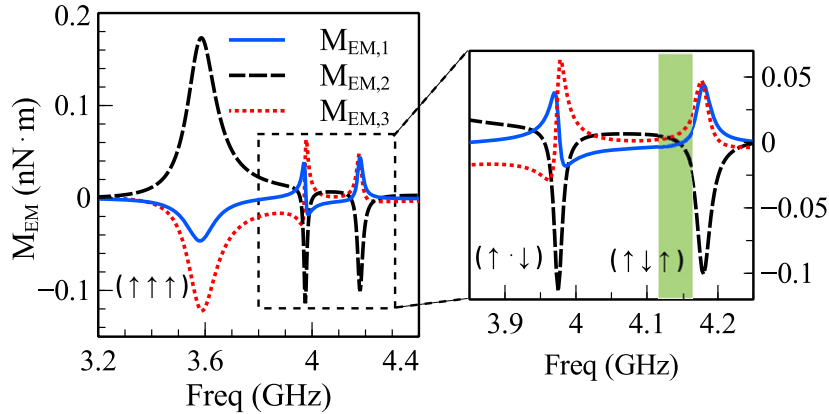 0.2
0.1
0
−0.1
M_EM (nN·m)
M_EM,1
M_EM,2
M_EM,3
(↑↑↑)
3.2 3.6 4 4.4
Freq (GHz)
0.05
0
−0.05
−0.1
(↑·↓) (↑↓↑)
3.9 4 4.1 4.2
Freq (GHz)